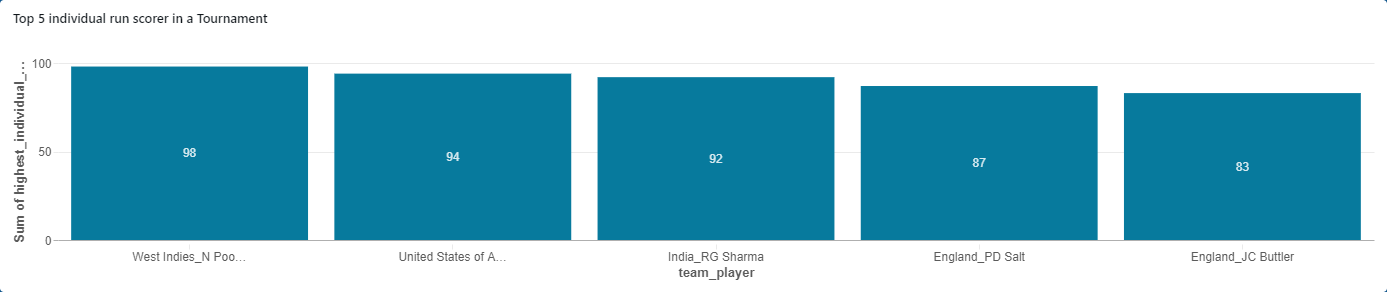 Top 5 individual run scorer in a Tournament
Sum of highest_individual_...
100
50
0
98
94
92
87
83
West Indies_N Poo...
United States of A...
India_RG Sharma
England_PD Salt
England_JC Buttler
team_player